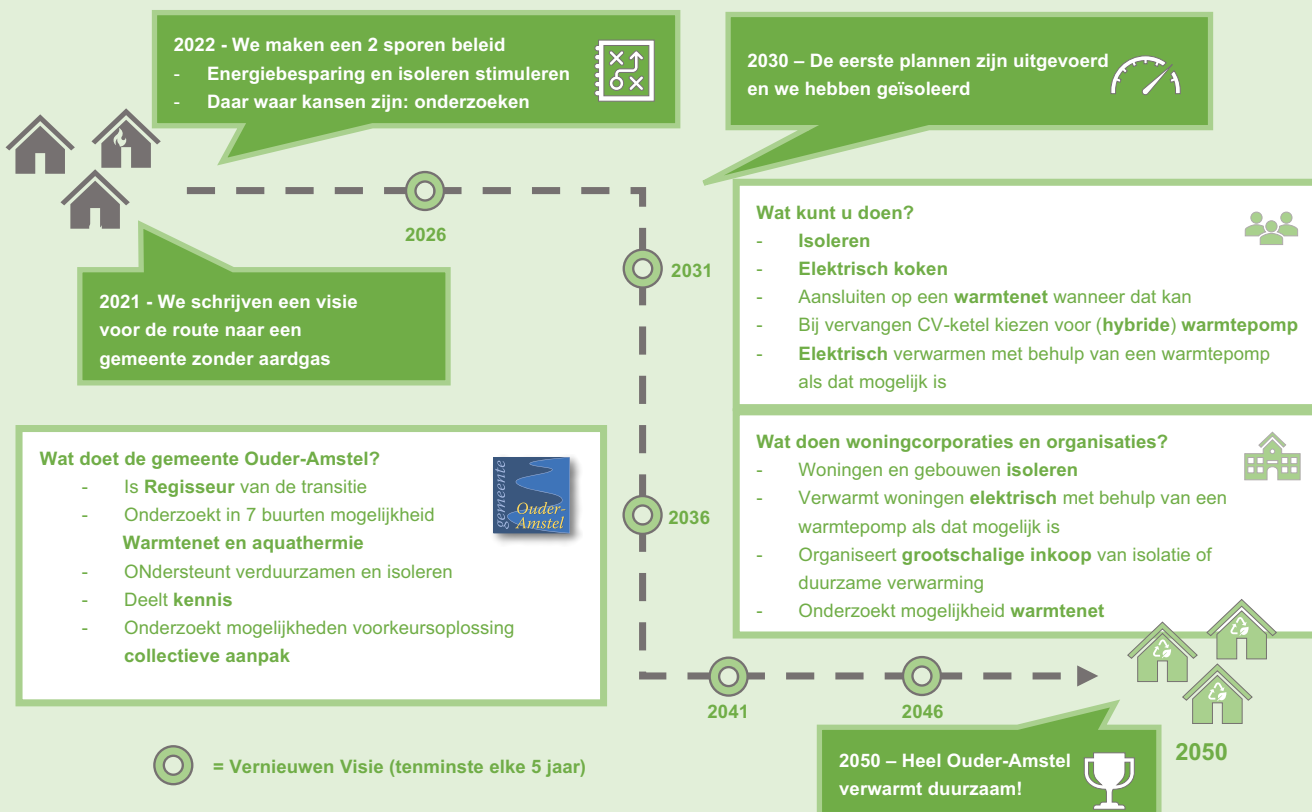 2022 - We maken een 2 sporen beleid
- Energiebesparing en isoleren stimuleren
- Daar waar kansen zijn: onderzoeken
2030 – De eerste plannen zijn uitgevoerd
en we hebben geïsoleerd
2026
2031
2021 - We schrijven een visie
voor de route naar een
gemeente zonder aardgas
Wat kunt u doen?
- Isoleren
- Elektrisch koken
- Aansluiten op een warmtenet wanneer dat kan
- Bij vervangen CV-ketel kiezen voor (hybride) warmtepomp
- Elektrisch verwarmen met behulp van een warmtepomp
als dat mogelijk is
Wat doet de gemeente Ouder-Amstel?
- Is Regisseur van de transitie
- Onderzoekt in 7 buurten mogelijkheid
Warmtenet en aquathermie
- ONdersteunt verduurzamen en isoleren
- Deelt kennis
- Onderzoekt mogelijkheden voorkeursoplossing
collectieve aanpak
gemeente
Ouder-
Amstel
2036
Wat doen woningcorporaties en organisaties?
- Woningen en gebouwen isoleren
- Verwarmt woningen elektrisch met behulp van een
warmtepomp als dat mogelijk is
- Organiseert grootschalige inkoop van isolatie of
duurzame verwarming
- Onderzoekt mogelijkheid warmtenet
2041
2046
2050
= Vernieuwen Visie (tenminste elke 5 jaar)
2050 – Heel Ouder-Amstel
verwarmt duurzaam!